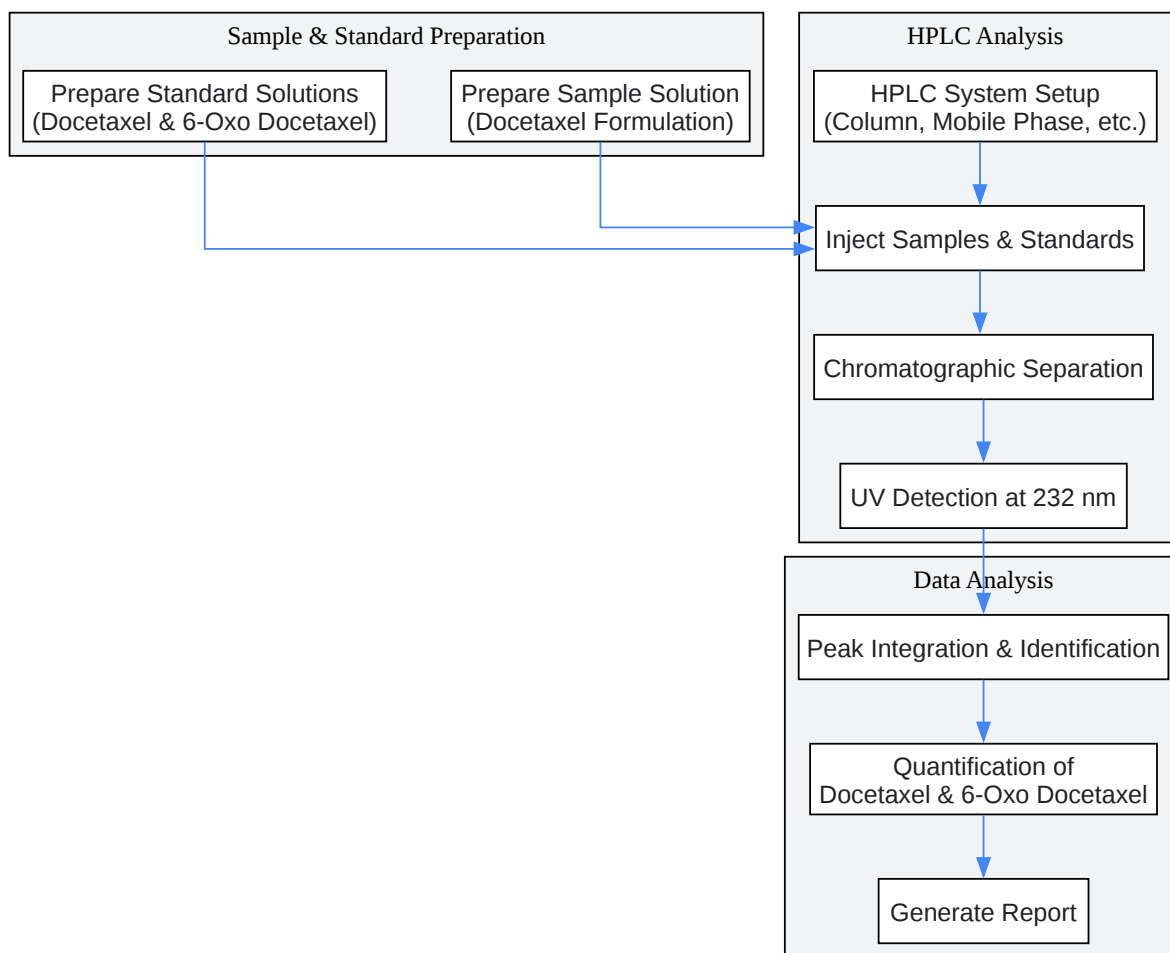 Sample & Standard Preparation
Prepare Standard Solutions
(Docetaxel & 6-Oxo Docetaxel)
Prepare Sample Solution
(Docetaxel Formulation)
HPLC Analysis
HPLC System Setup
(Column, Mobile Phase, etc.)
Inject Samples & Standards
Chromatographic Separation
UV Detection at 232 nm
Data Analysis
Peak Integration & Identification
Quantification of
Docetaxel & 6-Oxo Docetaxel
Generate Report